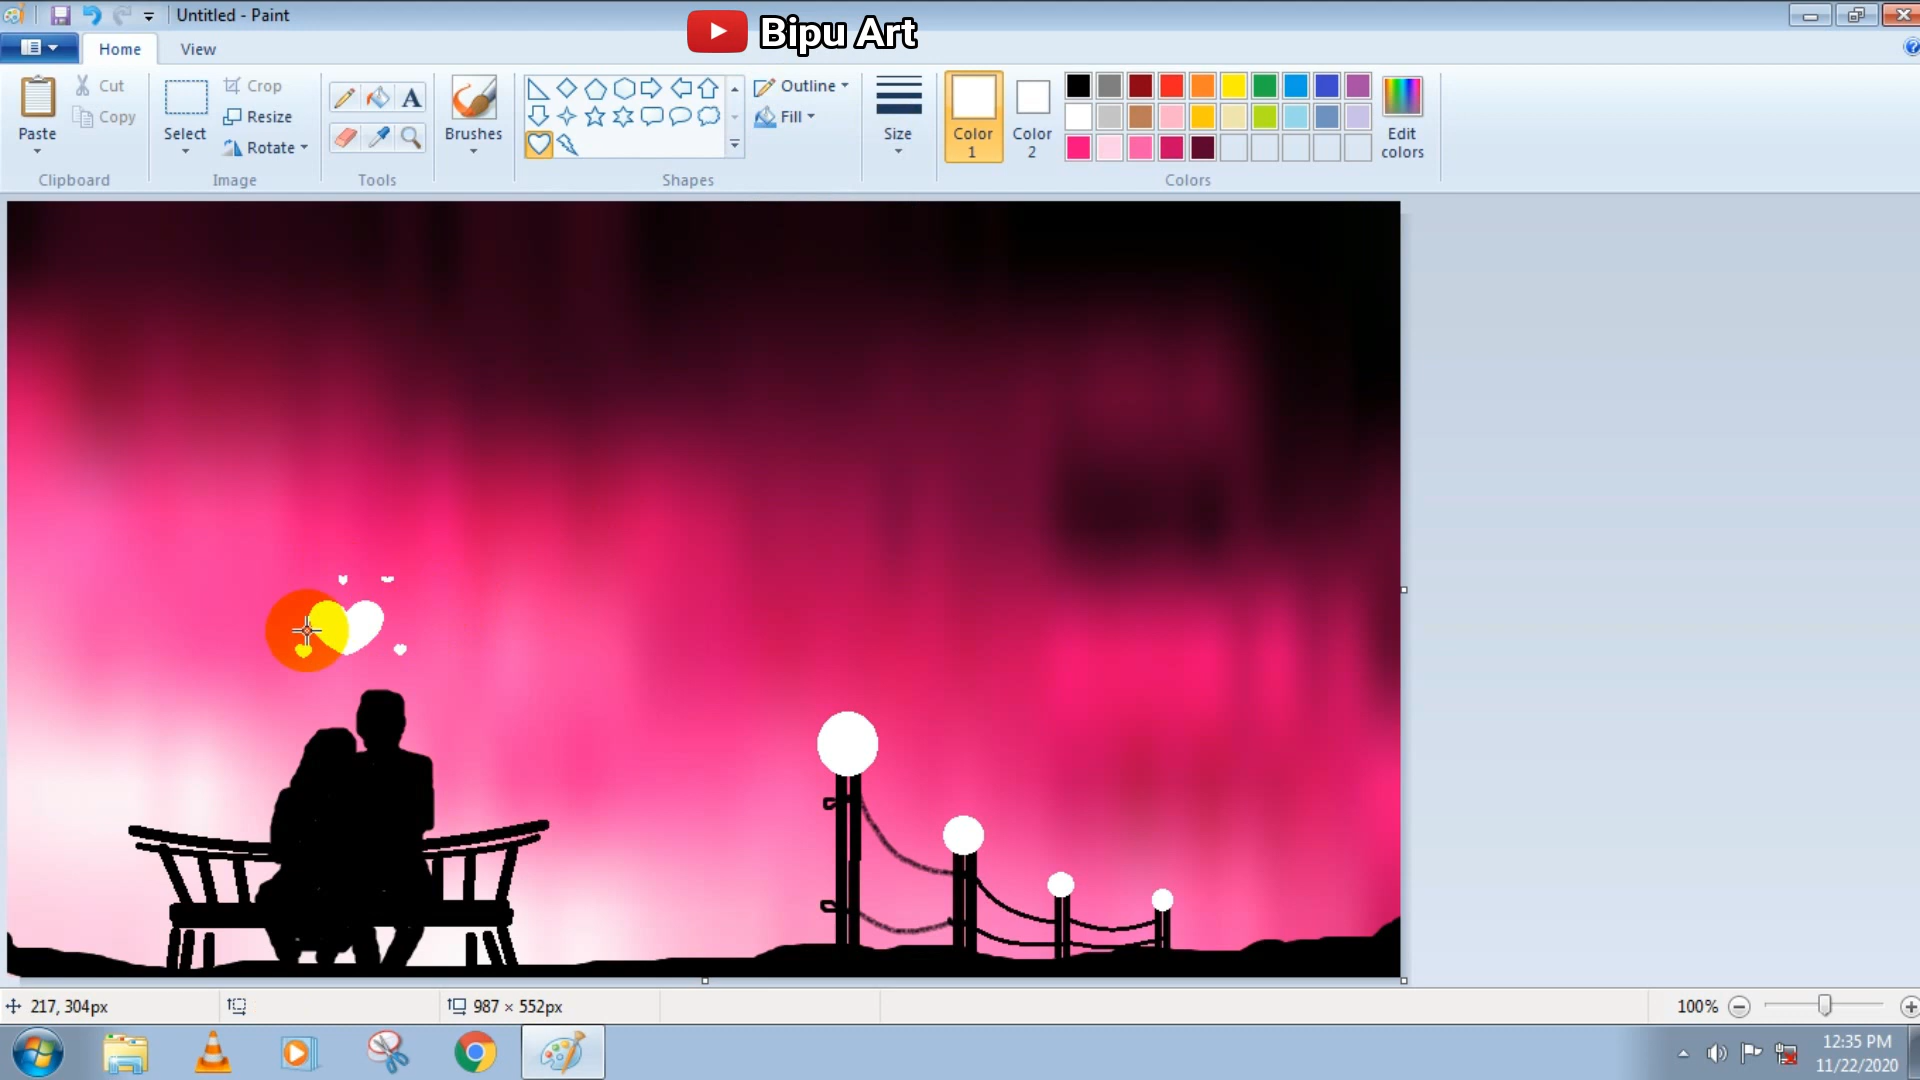 Untitled - Paint
Bipu Art
Home View
Paste
Cut
Copy
Clipboard
Select
Crop
Resize
Rotate
Image
A
Tools
Brushes
Outline
Fill
Shapes
Size
Color
1
Color
2
Edit
colors
Colors
217, 304px
987 × 552px
100%
12:35 PM
11/22/2020